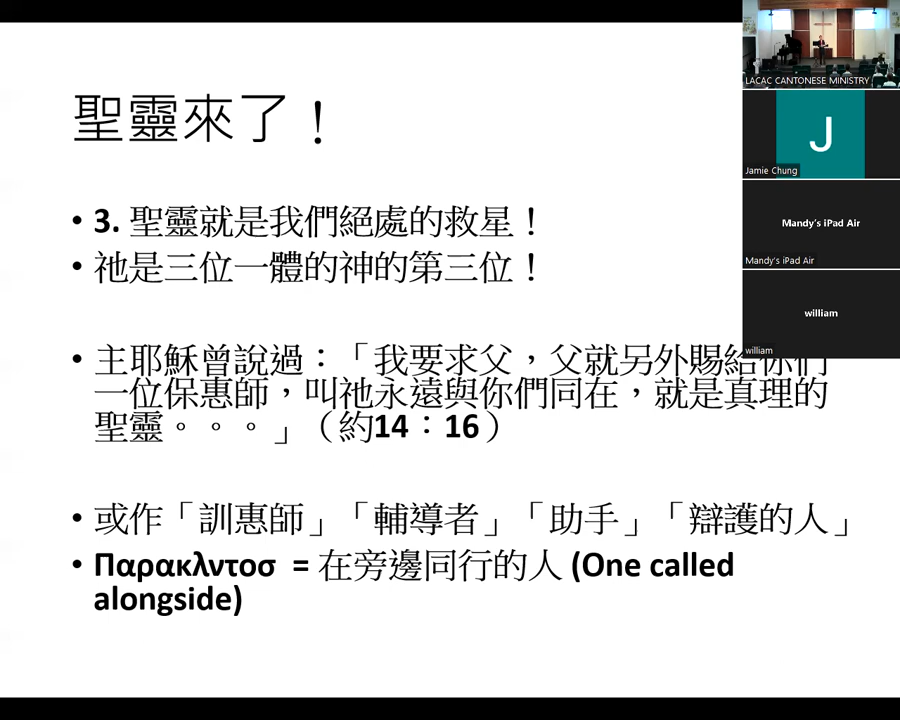 聖靈來了！
• 3. 聖靈就是我們絕處的救星！
• 祂是三位一體的神的第三位！
• 主耶穌曾說過：「我要求父，父就另外賜給你們
一位保惠師，叫祂永遠與你們同在，就是真理的
聖靈。。。」（約14：16）
• 或作「訓惠師」「輔導者」「助手」「辯護的人」
• Παρακλντοσ = 在旁邊同行的人 (One called
alongside)
LACAC CANTONESE MINISTRY
J
Jamie Chung
Mandy's iPad Air
Mandy's iPad Air
william
william